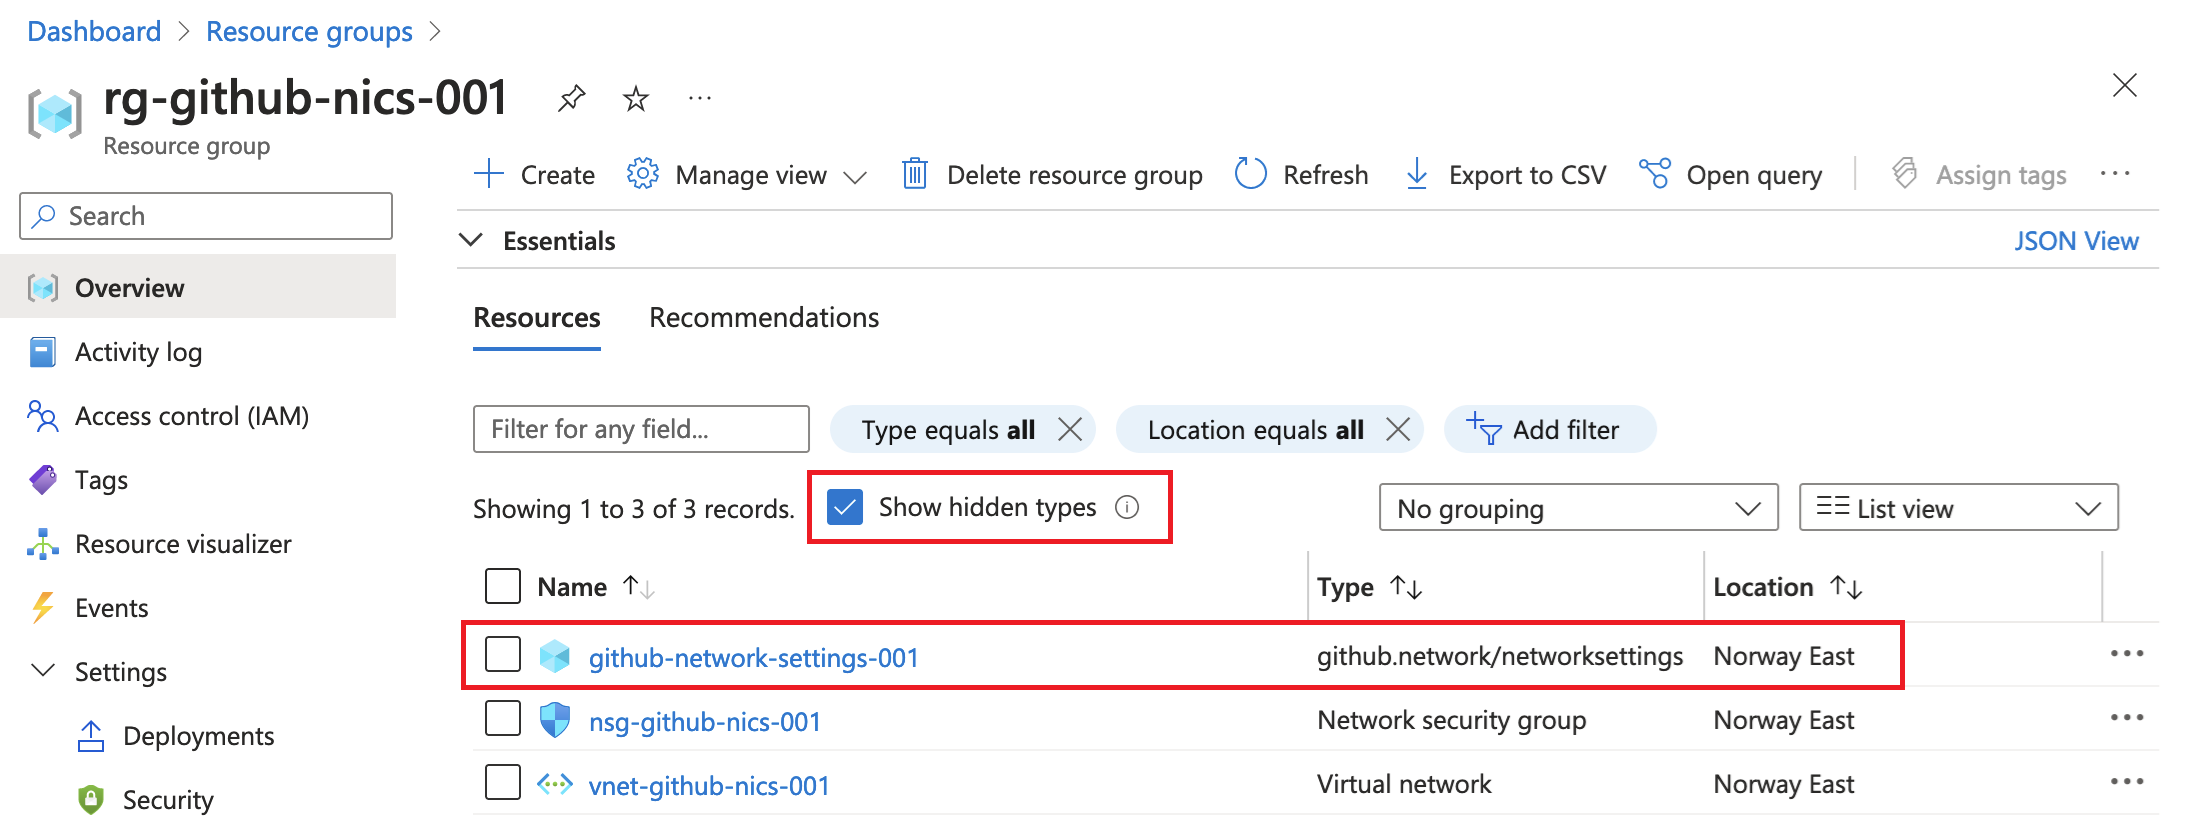 Dashboard > Resource groups >
rg-github-nics-001
Resource group
Search
Overview
Activity log
Access control (IAM)
Tags
Resource visualizer
Events
Settings
Deployments
Security
Create Manage view Delete resource group Refresh Export to CSV Open query Assign tags
Essentials JSON View
Resources Recommendations
Filter for any field... Type equals all Location equals all Add filter
Showing 1 to 3 of 3 records. Show hidden types No grouping List view
Name Type Location
github-network-settings-001 github.network/networksettings Norway East
nsg-github-nics-001 Network security group Norway East
vnet-github-nics-001 Virtual network Norway East